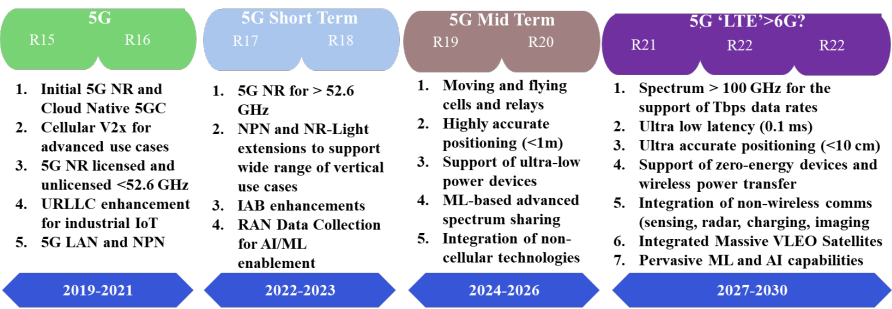 5G
R15 R16
1. Initial 5G NR and
Cloud Native 5GC
2. Cellular V2x for
advanced use cases
3. 5G NR licensed and
unlicensed <52.6 GHz
4. URLLC enhancement
for industrial IoT
5. 5G LAN and NPN
2019-2021
5G Short Term
R17 R18
1. 5G NR for > 52.6
GHz
2. NPN and NR-Light
extensions to support
wide range of vertical
use cases
3. IAB enhancements
4. RAN Data Collection
for AI/ML
enablement
2022-2023
5G Mid Term
R19 R20
1. Moving and flying
cells and relays
2. Highly accurate
positioning (<1m)
3. Support of ultra-low
power devices
4. ML-based advanced
spectrum sharing
5. Integration of non-
cellular technologies
2024-2026
5G ‘LTE’>6G?
R21 R22 R22
1 Spectrum > 100 GHz for the
support of Tbps data rates
2 Ultra low latency (0.1 ms)
3 Ultra accurate positioning (<10 cm)
4 Support of zero-energy devices and
wireless power transfer
5 Integration of non-wireless comms
(sensing, radar, charging, imaging
6. Integrated Massive VLEO Satellites
7. Pervasive ML and AI capabilities
2027-2030